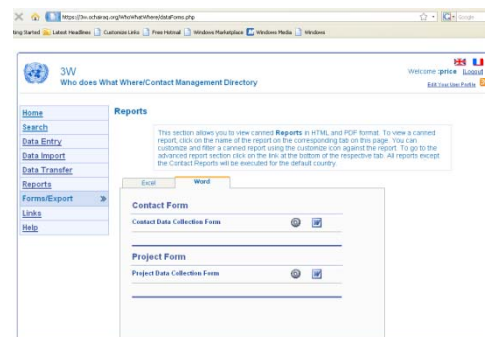 https://3w.ochairaq.org/WhoWhatWhere/dataForms.php
Google
ting Started Latest Headlines Customize Links Free Hotmail Windows Marketplace Windows Media Windows
3W
Who does What Where/Contact Management Directory
Welcome :price [Logout]
Edit Your User Profile
Home
Search
Data Entry
Data Import
Data Transfer
Reports
Forms/Export »
Links
Help
Reports
This section allows you to view canned Reports in HTML and PDF format. To view a canned
report, click on the name of the report on the corresponding tab on this page. You can
customize and filter a canned report using the customize icon against the report. To go to the
advanced report section click on the link at the bottom of the respective tab. All reports except
the Contact Reports will be executed for the default country.
Excel
Word
Contact Form
Contact Data Collection Form
Project Form
Project Data Collection Form